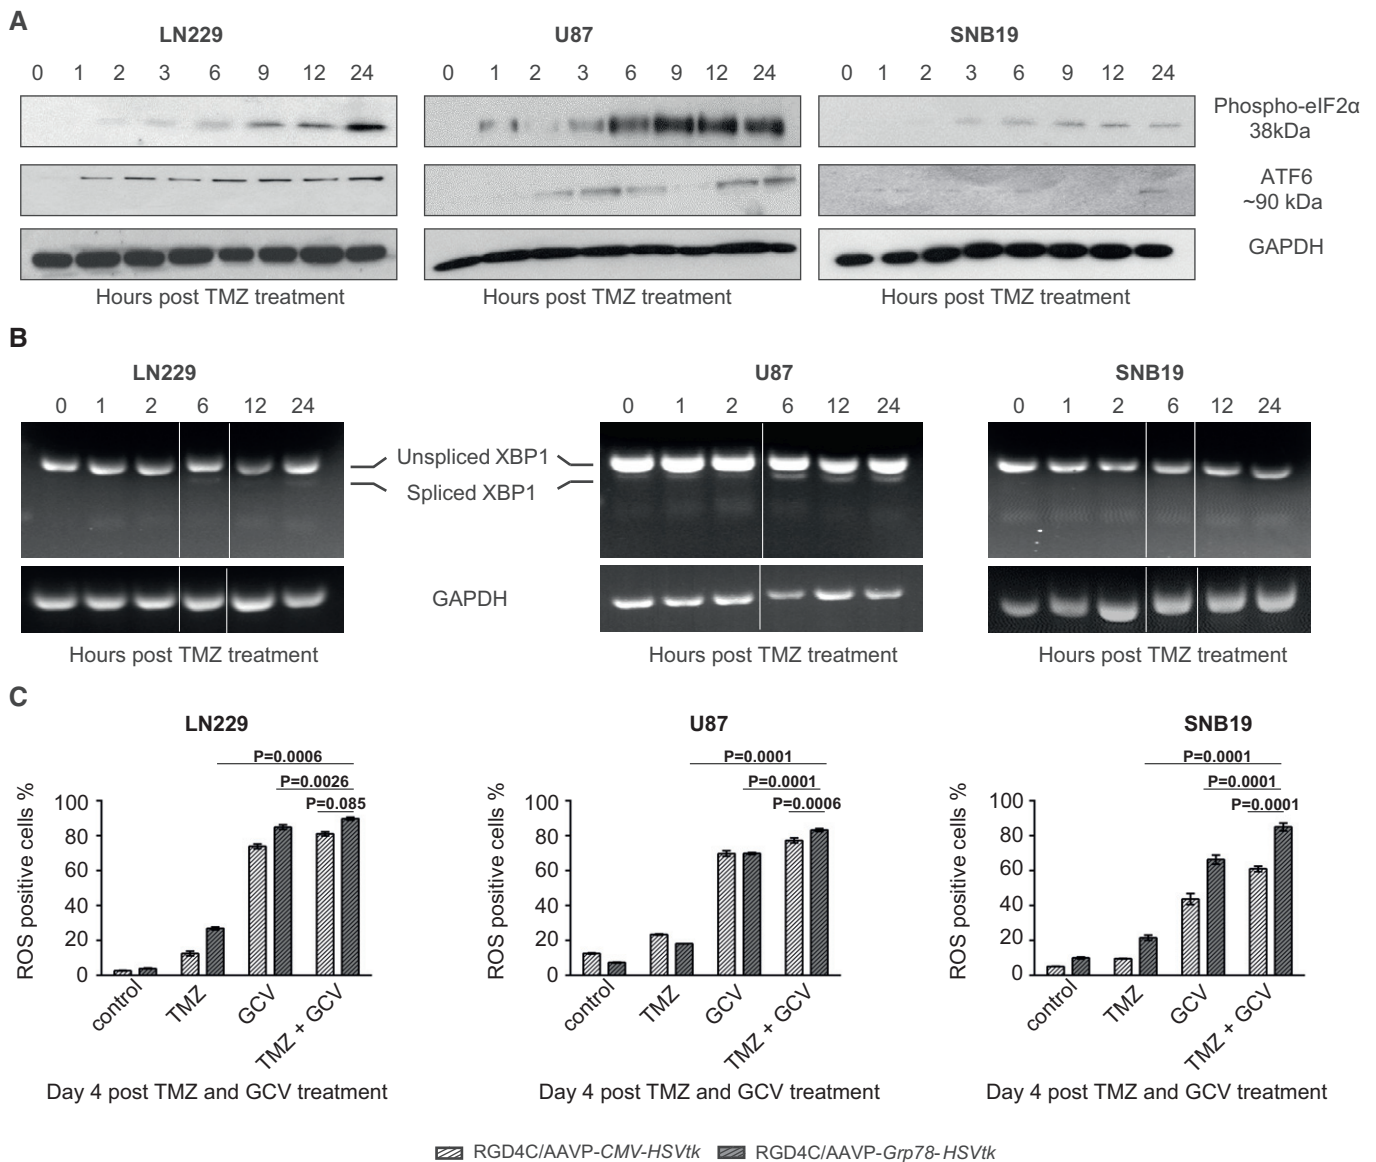 A
LN229
U87
SNB19
0 1 2 3 6 9 12 24
0 1 2 3 6 9 12 24
0 1 2 3 6 9 12 24
Phospho-eIF2α
38kDa
ATF6
~90 kDa
GAPDH
Hours post TMZ treatment
Hours post TMZ treatment
Hours post TMZ treatment
B
LN229
U87
SNB19
0 1 2 6 12 24
0 1 2 6 12 24
0 1 2 6 12 24
Unspliced XBP1
Spliced XBP1
GAPDH
Hours post TMZ treatment
Hours post TMZ treatment
Hours post TMZ treatment
C
LN229
P=0.0006
P=0.0026
P=0.085
ROS positive cells %
100
80
60
40
20
0
control
TMZ
GCV
TMZ + GCV
Day 4 post TMZ and GCV treatment
U87
P=0.0001
P=0.0001
P=0.0006
ROS positive cells %
100
80
60
40
20
0
control
TMZ
GCV
TMZ + GCV
Day 4 post TMZ and GCV treatment
SNB19
P=0.0001
P=0.0001
P=0.0001
ROS positive cells %
100
80
60
40
20
0
control
TMZ
GCV
TMZ + GCV
Day 4 post TMZ and GCV treatment
RGD4C/AAVP-CMV-HSVtk
RGD4C/AAVP-Grp78-HSVtk